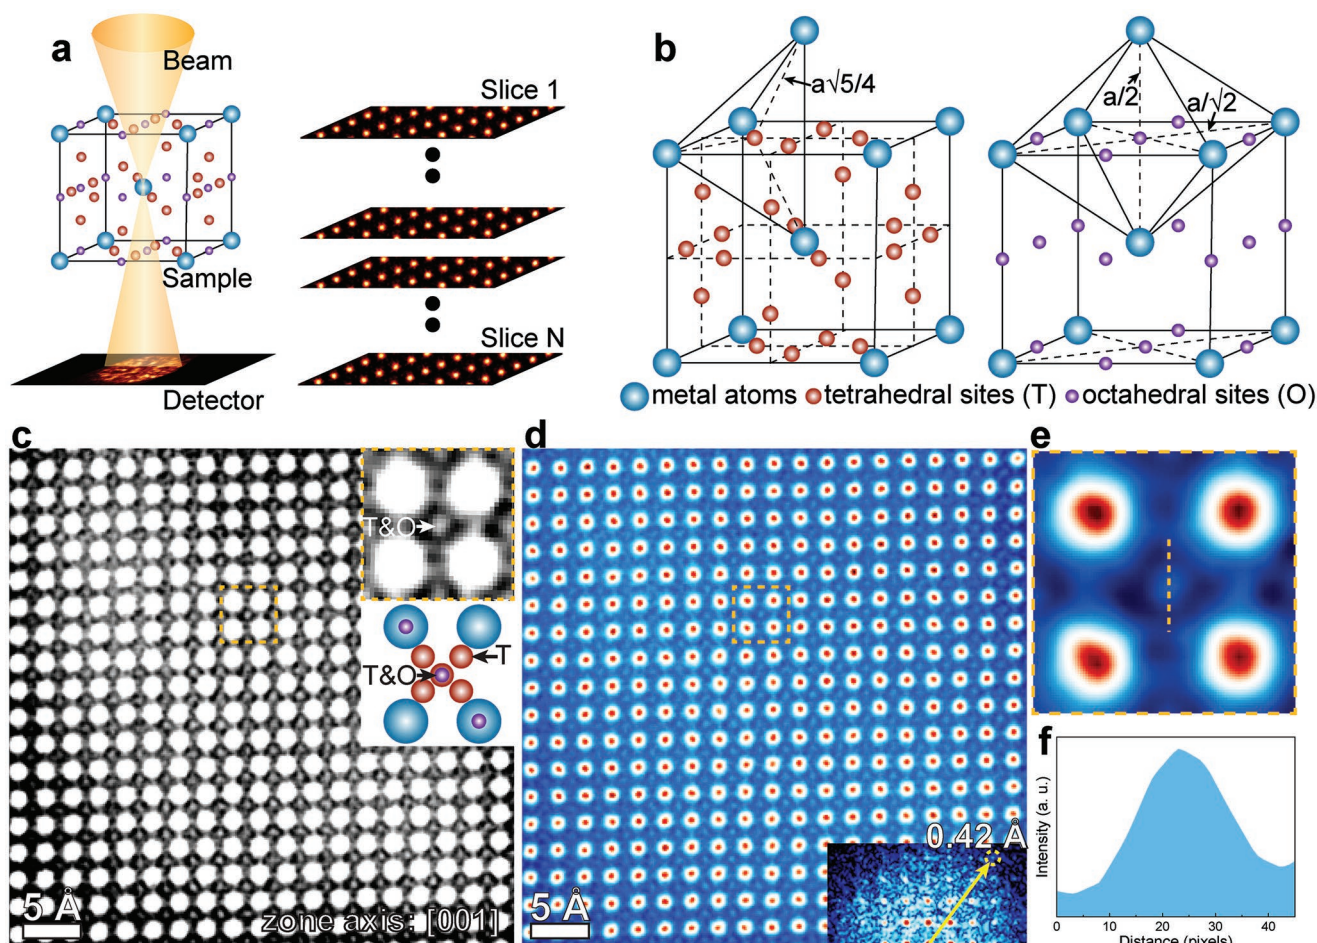 a
Beam
Sample
Detector
Slice 1
Slice N
b
a√5/4
a/2
a/√2
metal atoms
tetrahedral sites (T)
octahedral sites (O)
c
T&O
T
T&O
5 Å
zone axis: [001]
d
0.42 Å
5 Å
e
f
Intensity (a. u.)
0 10 20 30 40
Distance (pixels)